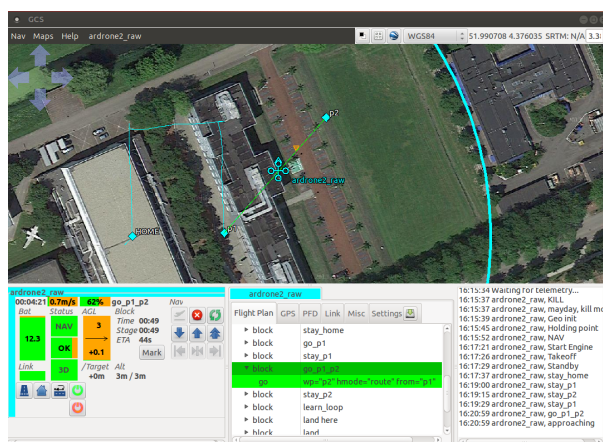 GCS
Nav Maps Help ardrone2_raw WGS84 51.990708 4.376035 SRTM: N/A 3.38
p2
ardrone2_raw
HOME
p1
ardrone2_raw
00:04:21 0.7m/s 62% go_p1_p2 Nav
Bat Status AGL Block
12.3 NAV 3 Time 00:49
Stage 00:49
ETA 44s
OK +0.1 Mark
Link 3D /Target Alt
+0m 3m / 3m
ardrone2_raw
Flight Plan GPS PFD Link Misc Settings
block stay_home
block go_p1
block stay_p1
block go_p1_p2
go wp="p2" hmode="route" from="p1"
block stay_p2
block learn_loop
block land here
block land
16:15:34 Waiting for telemetry...
16:15:37 ardrone2_raw, KILL
16:15:37 ardrone2_raw, mayday, kill mo
16:15:39 ardrone2_raw, Geo init
16:15:45 ardrone2_raw, Holding point
16:15:52 ardrone2_raw, NAV
16:17:21 ardrone2_raw, Start Engine
16:17:26 ardrone2_raw, Takeoff
16:17:29 ardrone2_raw, Standby
16:17:37 ardrone2_raw, stay_home
16:19:00 ardrone2_raw, stay_p1
16:19:15 ardrone2_raw, stay_p2
16:19:29 ardrone2_raw, stay_p1
16:20:59 ardrone2_raw, go_p1_p2
16:20:59 ardrone2_raw, approaching